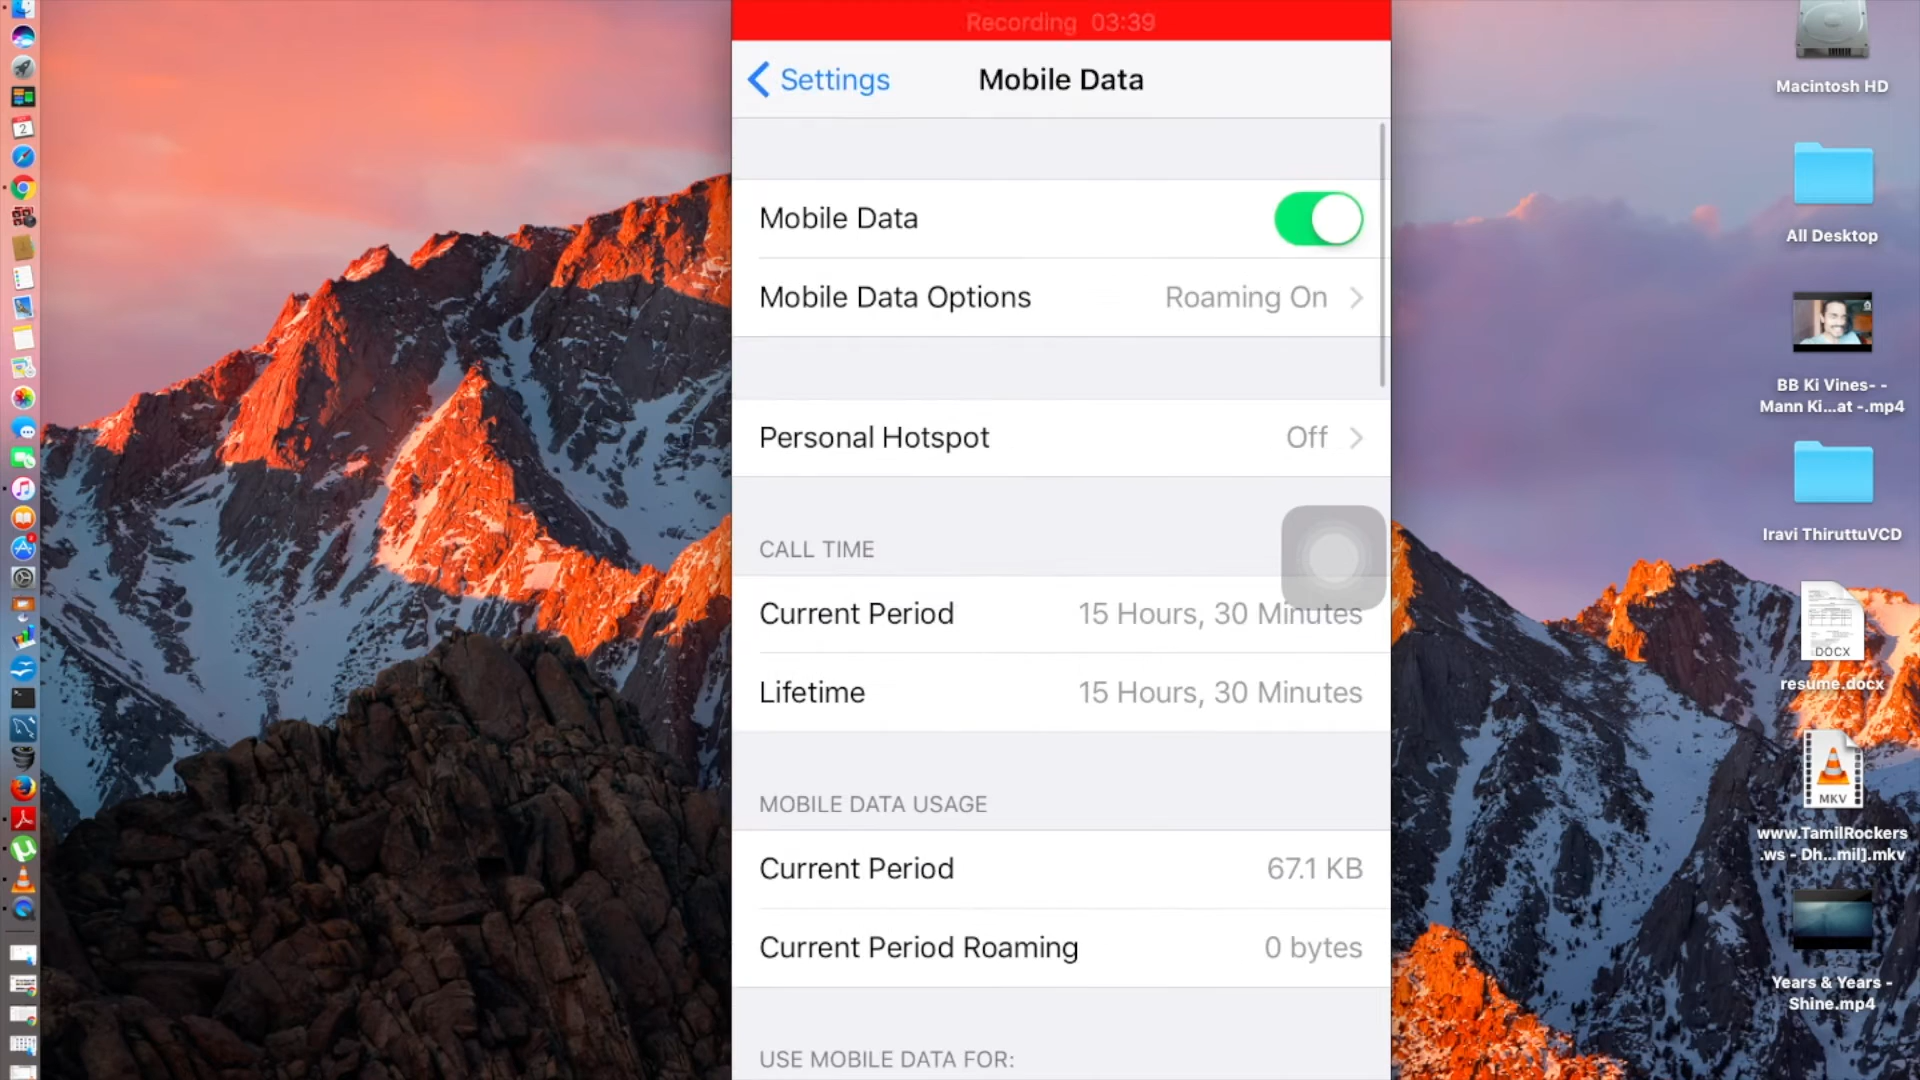 Recording 03:39
Settings
Mobile Data
Mobile Data
Mobile Data Options
Roaming On
Personal Hotspot
Off
CALL TIME
Current Period
15 Hours, 30 Minutes
Lifetime
15 Hours, 30 Minutes
MOBILE DATA USAGE
Current Period
67.1 KB
Current Period Roaming
0 bytes
USE MOBILE DATA FOR:
Macintosh HD
All Desktop
BB Ki Vines- -
Mann Ki...at -.mp4
Iravi ThiruttuVCD
DOCX
resume.docx
MKV
www.TamilRockers
.ws - Dh...mil].mkv
Years & Years -
Shine.mp4
2